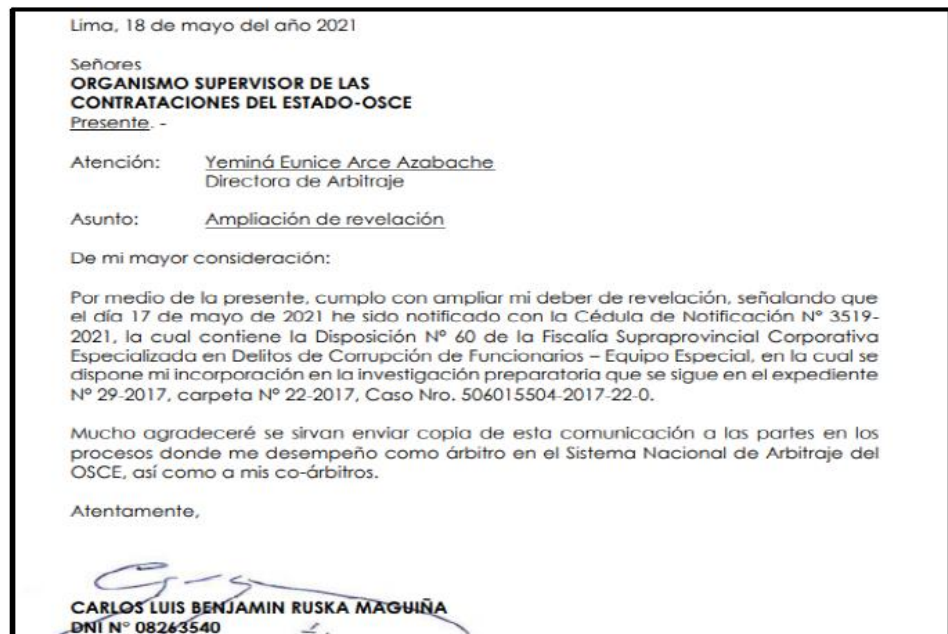 Lima, 18 de mayo del año 2021
Señores
ORGANISMO SUPERVISOR DE LAS
CONTRATACIONES DEL ESTADO-OSCE
Presente. -
Atención: Yeminá Eunice Arce Azabache
Directora de Arbitraje
Asunto: Ampliación de revelación
De mi mayor consideración:
Por medio de la presente, cumplo con ampliar mi deber de revelación, señalando que
el día 17 de mayo de 2021 he sido notificado con la Cédula de Notificación N° 3519-
2021, la cual contiene la Disposición N° 60 de la Fiscalía Supraprovincial Corporativa
Especializada en Delitos de Corrupción de Funcionarios – Equipo Especial, en la cual se
dispone mi incorporación en la investigación preparatoria que se sigue en el expediente
N° 29-2017, carpeta N° 22-2017, Caso Nro. 506015504-2017-22-0.
Mucho agradeceré se sirvan enviar copia de esta comunicación a las partes en los
procesos donde me desempeño como árbitro en el Sistema Nacional de Arbitraje del
OSCE, así como a mis co-árbitros.
Atentamente,
CARLOS LUIS BENJAMIN RUSKA MAGUIÑA
DNI N° 08263540